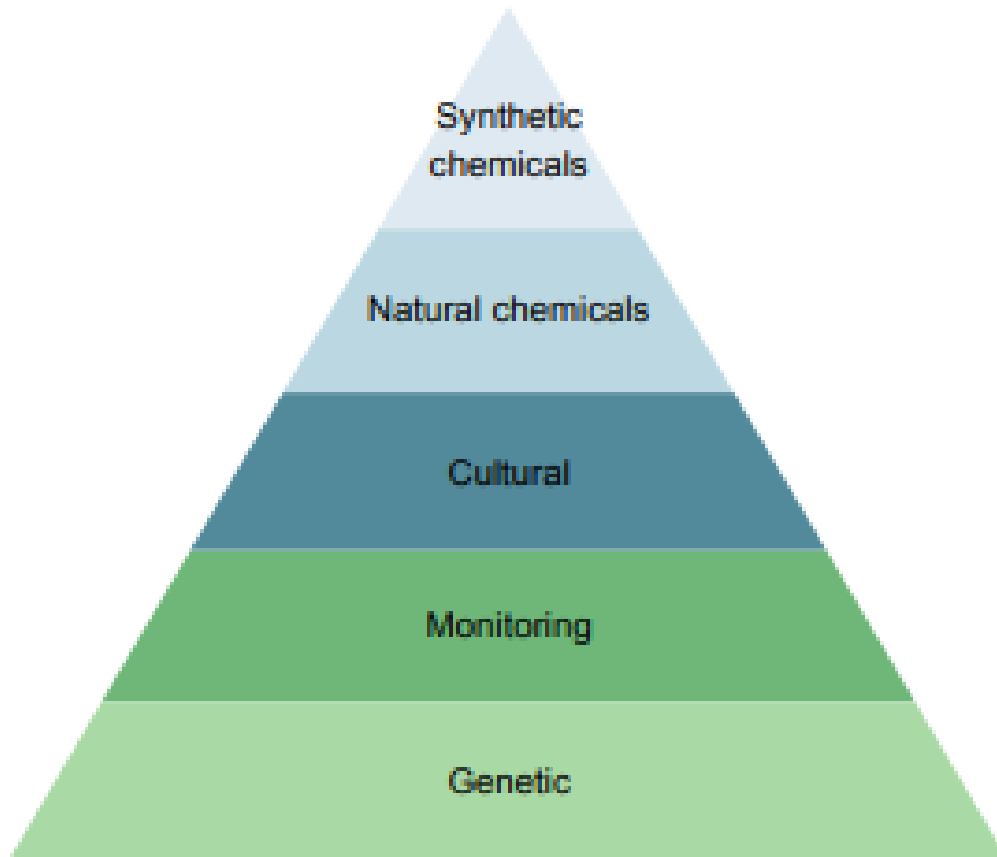 Synthetic
chemicals
Natural chemicals
Cultural
Monitoring
Genetic